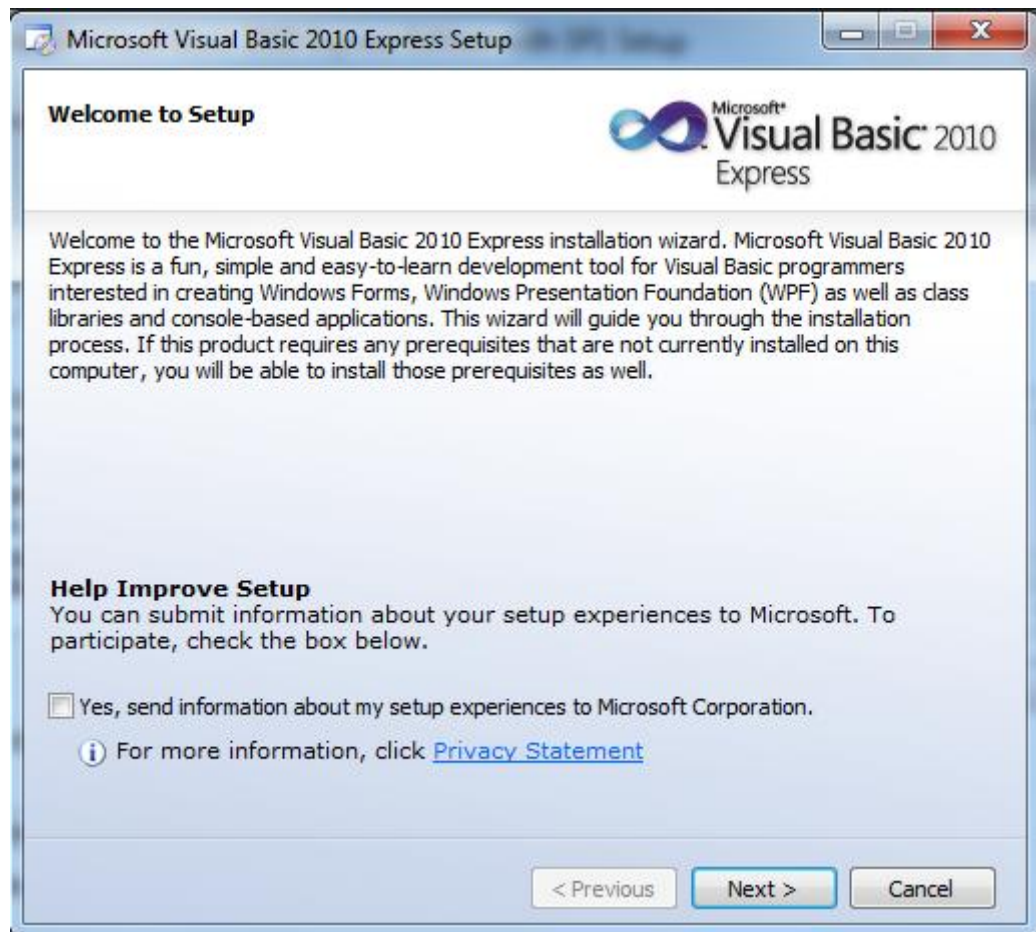 Microsoft Visual Basic 2010 Express Setup
Welcome to Setup
Microsoft®
Visual Basic® 2010
Express
Welcome to the Microsoft Visual Basic 2010 Express installation wizard. Microsoft Visual Basic 2010
Express is a fun, simple and easy-to-learn development tool for Visual Basic programmers
interested in creating Windows Forms, Windows Presentation Foundation (WPF) as well as class
libraries and console-based applications. This wizard will guide you through the installation
process. If this product requires any prerequisites that are not currently installed on this
computer, you will be able to install those prerequisites as well.
Help Improve Setup
You can submit information about your setup experiences to Microsoft. To
participate, check the box below.
Yes, send information about my setup experiences to Microsoft Corporation.
For more information, click Privacy Statement
< Previous
Next >
Cancel